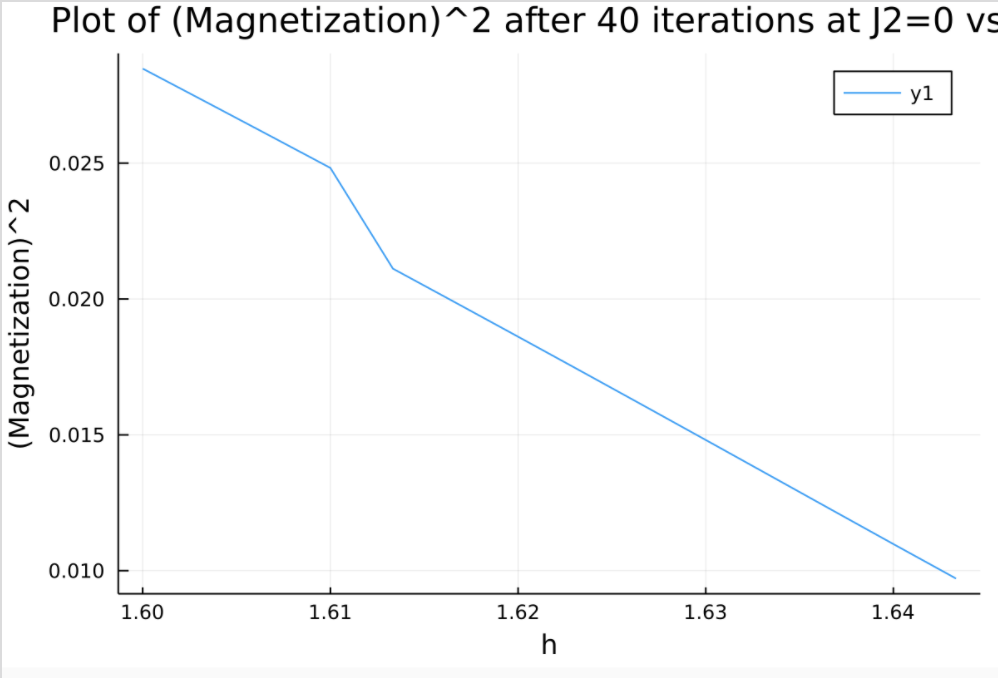 Plot of (Magnetization)^2 after 40 iterations at J2=0 vs
y1
(Magnetization)^2
0.025
0.020
0.015
0.010
1.60 1.61 1.62 1.63 1.64
h